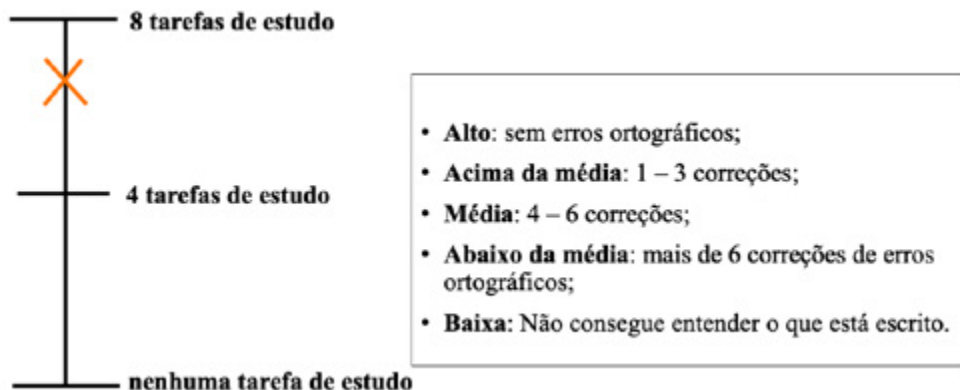 8 tarefas de estudo
4 tarefas de estudo
nenhuma tarefa de estudo
• Alto: sem erros ortográficos;
• Acima da média: 1 – 3 correções;
• Média: 4 – 6 correções;
• Abaixo da média: mais de 6 correções de erros
ortográficos;
• Baixa: Não consegue entender o que está escrito.